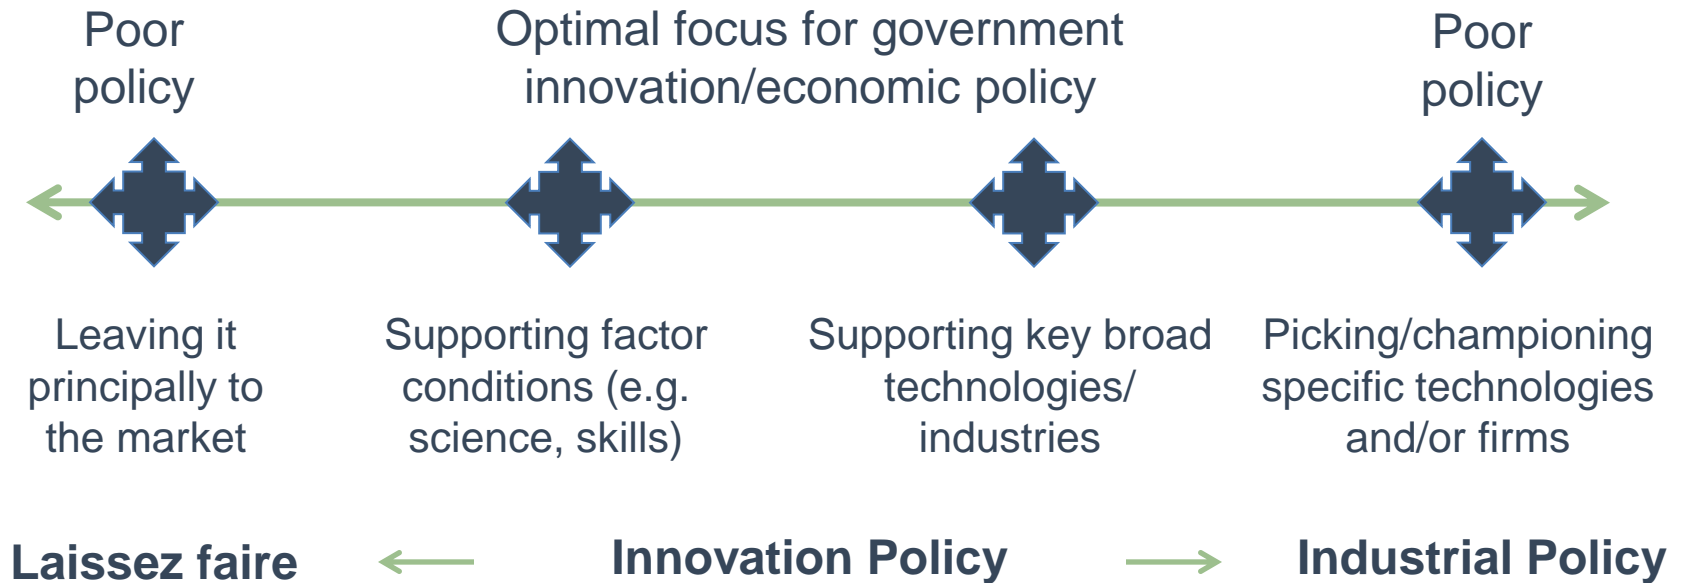 Poor
policy
Optimal focus for government
innovation/economic policy
Poor
policy
Leaving it
principally to
the market
Supporting factor
conditions (e.g.
science, skills)
Supporting key broad
technologies/
industries
Picking/championing
specific technologies
and/or firms
Laissez faire
Innovation Policy
Industrial Policy